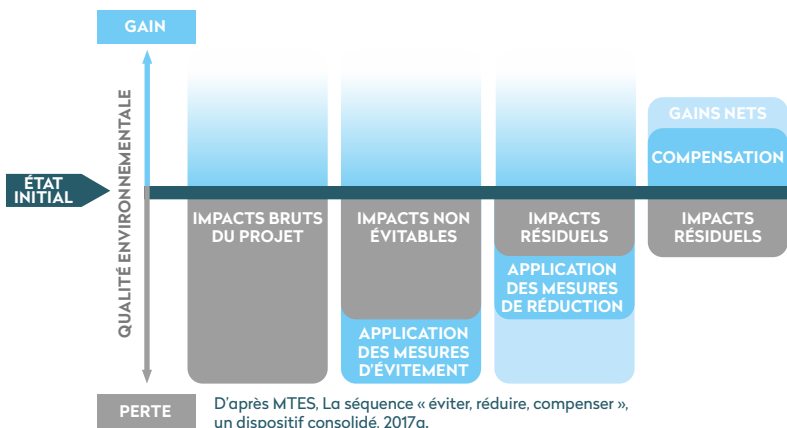 GAIN
QUALITÉ ENVIRONNEMENTALE
ÉTAT
INITIAL
PERTE
IMPACTS BRUTS
DU PROJET
IMPACTS NON
ÉVITABLES
APPLICATION
DES MESURES
D'ÉVITEMENT
IMPACTS
RÉSIDUELS
APPLICATION
DES MESURES
DE RÉDUCTION
GAINS NETS
COMPENSATION
IMPACTS
RÉSIDUELS
D'après MTES, La séquence « éviter, réduire, compenser »,
un dispositif consolidé, 2017a.